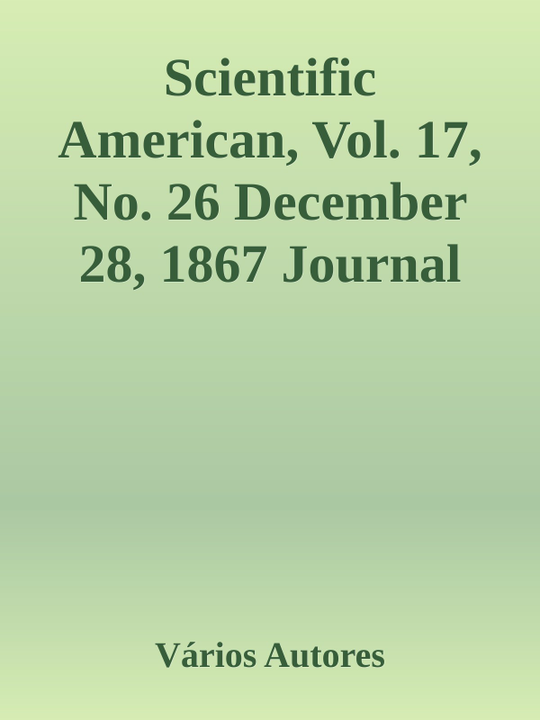 Scientific
American, Vol. 17,
No. 26 December
28, 1867 Journal
Vários Autores